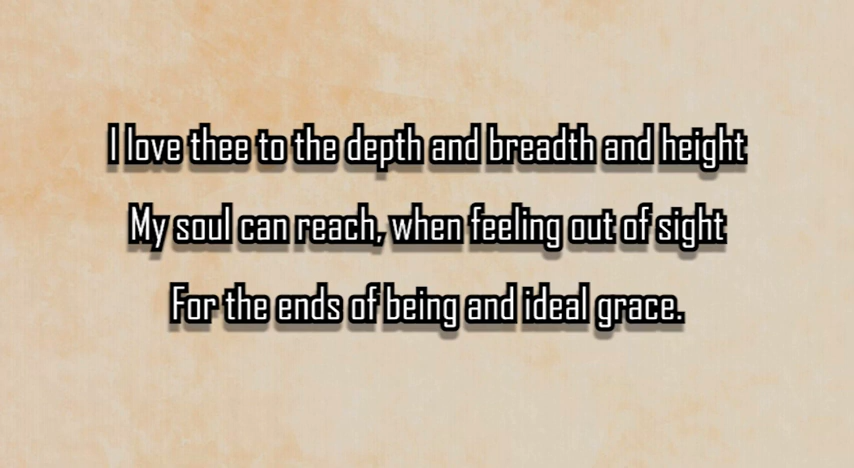 I love thee to the depth and breadth and height
My soul can reach, when feeling out of sight
For the ends of being and ideal grace.